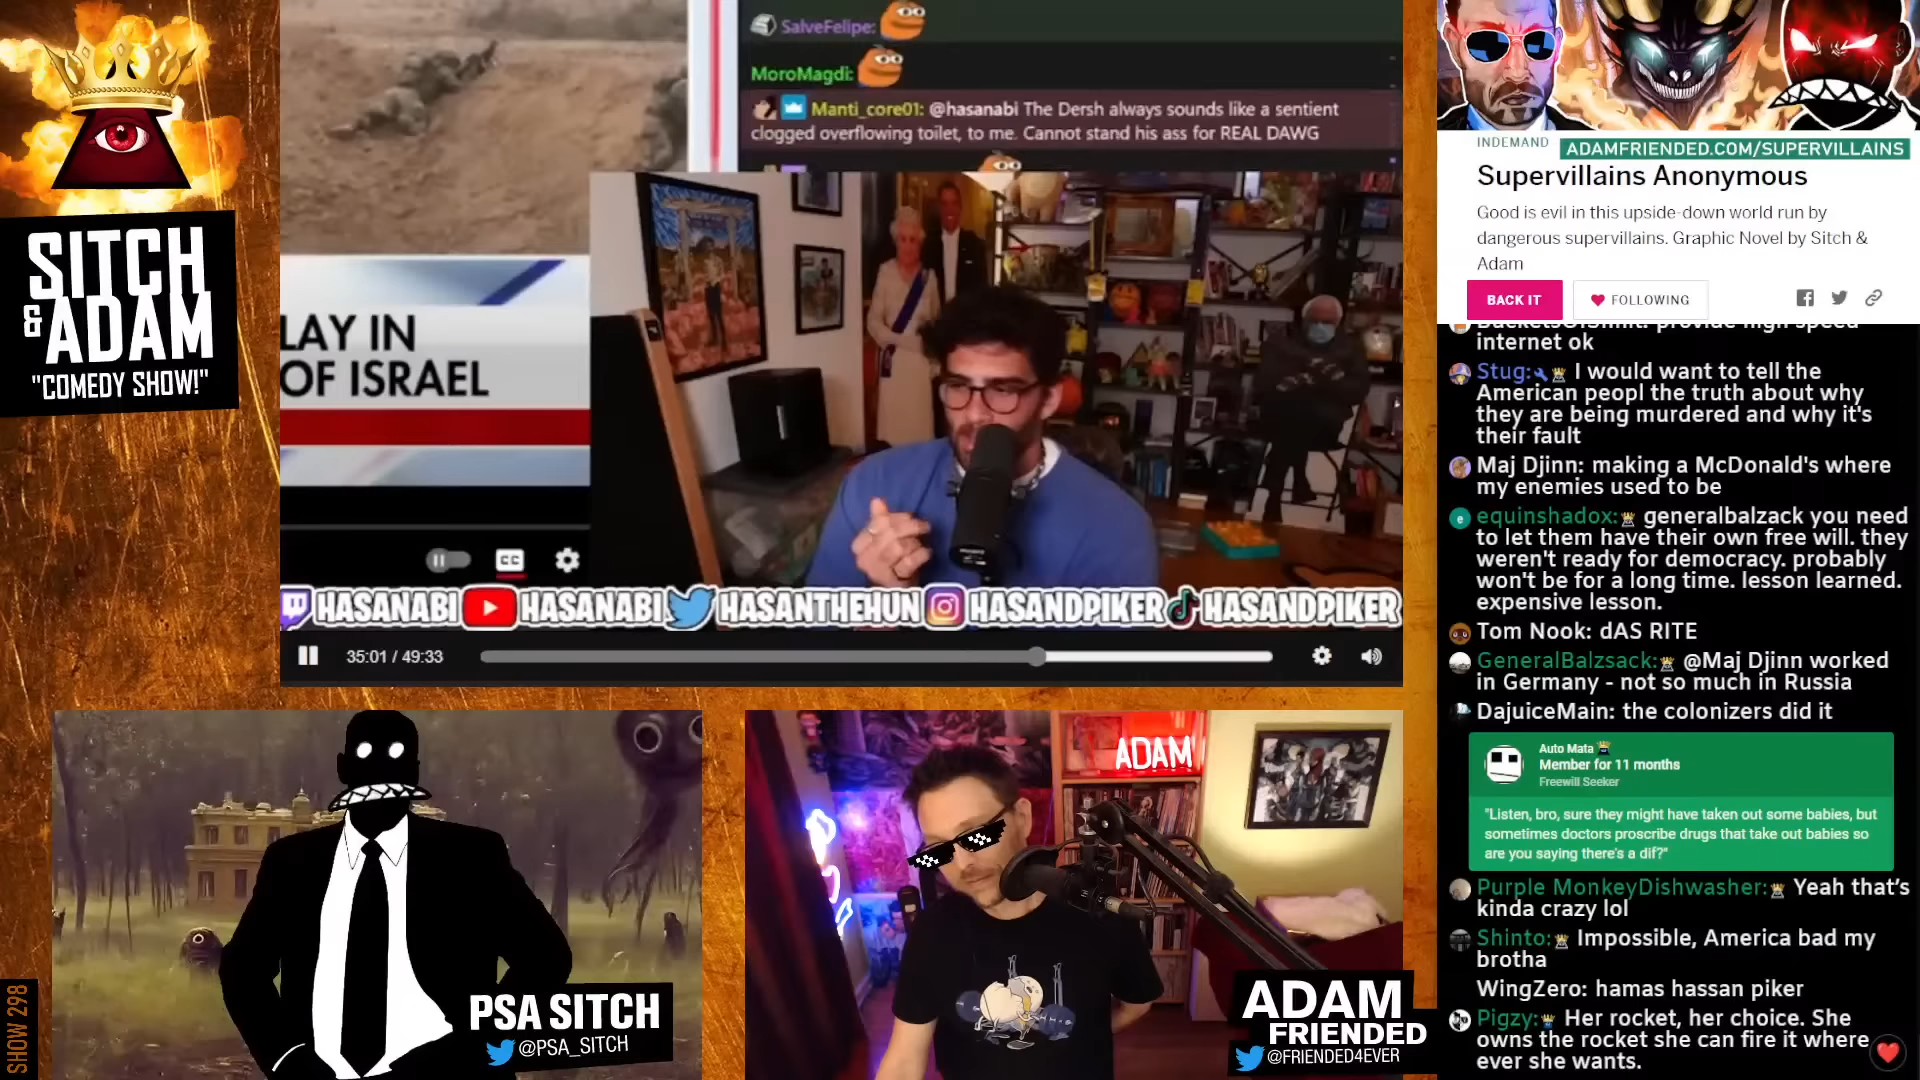 SITCH
& ADAM
"COMEDY SHOW!"
SalveFelipe:
MoroMagdi:
Manti_core01: @hasanabi The Dersh always sounds like a sentient
clogged overflowing toilet, to me. Cannot stand his ass for REAL DAWG
LAY IN
OF ISRAEL
CC
HASANABI HASANABI HASANTHEHUN HASANDPIKER HASANDPIKER
35:01 / 49:33
INDEMAND
ADAMFRIENDED.COM/SUPERVILLAINS
Supervillains Anonymous
Good is evil in this upside-down world run by
dangerous supervillains. Graphic Novel by Sitch &
Adam
BACK IT
FOLLOWING
provide high speed
internet ok
Stug: I would want to tell the
American peopl the truth about why
they are being murdered and why it's
their fault
Maj Djinn: making a McDonald's where
my enemies used to be
equinshadox: generalbalzack you need
to let them have their own free will. they
weren't ready for democracy. probably
won't be for a long time. lesson learned.
expensive lesson.
Tom Nook: dAS RITE
GeneralBalzsack: @Maj Djinn worked
in Germany - not so much in Russia
DajuiceMain: the colonizers did it
Auto Mata
Member for 11 months
Freewill Seeker
"Listen, bro, sure they might have taken out some babies, but
sometimes doctors proscribe drugs that take out babies so
are you saying there's a dif?"
Purple MonkeyDishwasher: Yeah that's
kinda crazy lol
Shinto: Impossible, America bad my
brotha
WingZero: hamas hassan piker
Pigzy: Her rocket, her choice. She
owns the rocket she can fire it where
ever she wants.
SHOW 298
PSA SITCH
@PSA_SITCH
ADAM
ADAM
FRIENDED
@FRIENDED4EVER